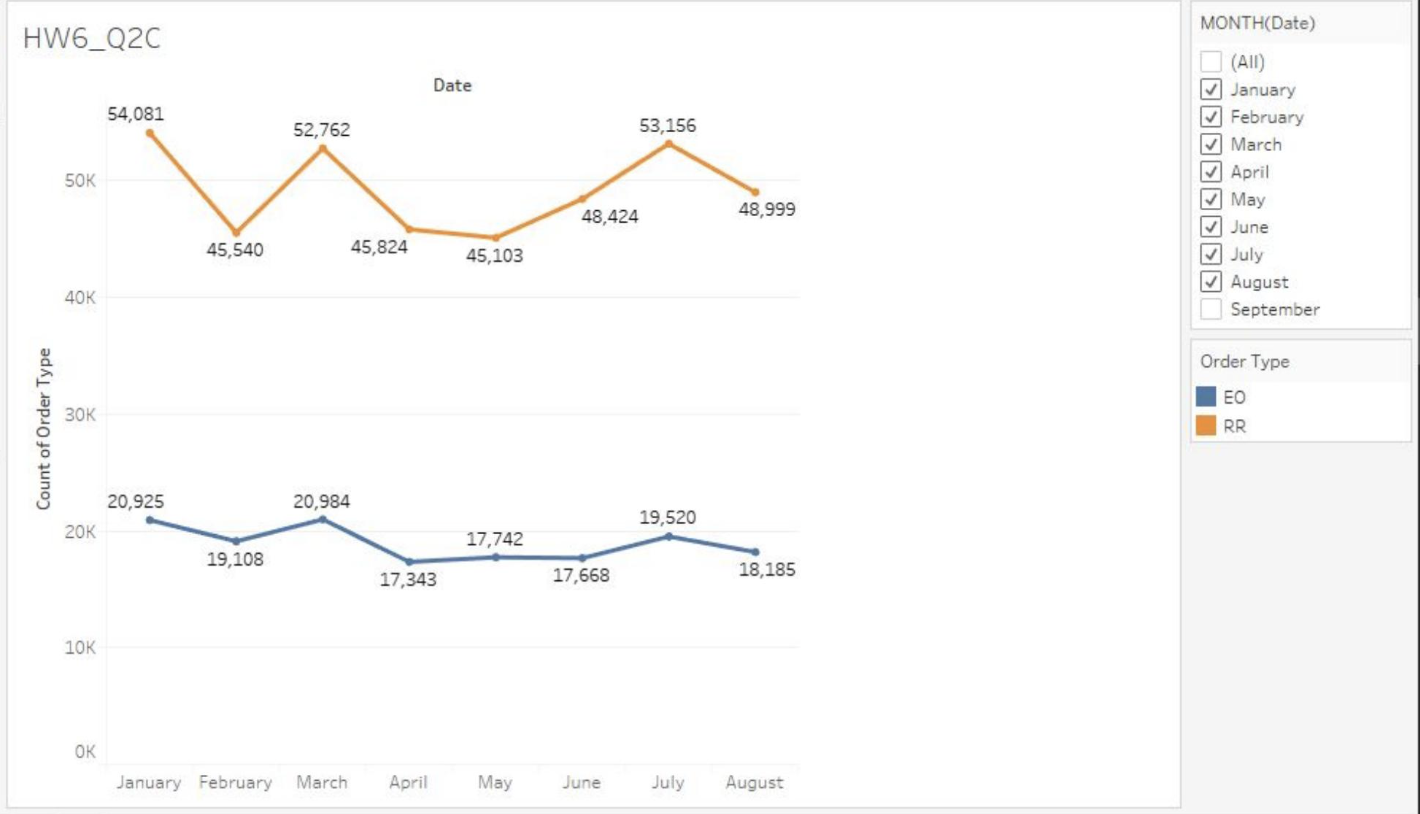 HW6_Q2C
Date
54,081
45,540
52,762
45,824
45,103
48,424
53,156
48,999
20,925
19,108
20,984
17,343
17,742
17,668
19,520
18,185
50K
40K
30K
20K
10K
0K
Count of Order Type
January February March April May June July August
MONTH(Date)
(All)
January
February
March
April
May
June
July
August
September
Order Type
EO
RR